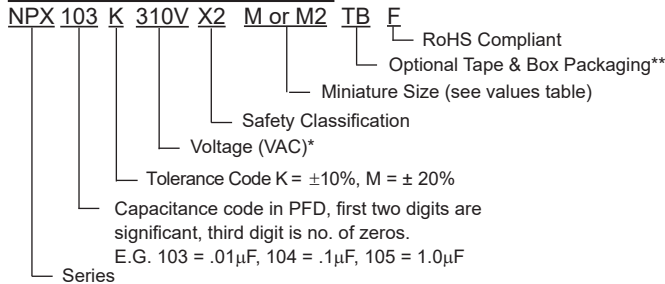 NPX 103 K 310V X2 M or M2 TB F
RoHS Compliant
Optional Tape & Box Packaging**
Miniature Size (see values table)
Safety Classification
Voltage (VAC)*
Tolerance Code K = ±10%, M = ± 20%
Capacitance code in PFD, first two digits are
significant, third digit is no. of zeros.
E.G. 103 = .01μF, 104 = .1μF, 105 = 1.0μF
Series